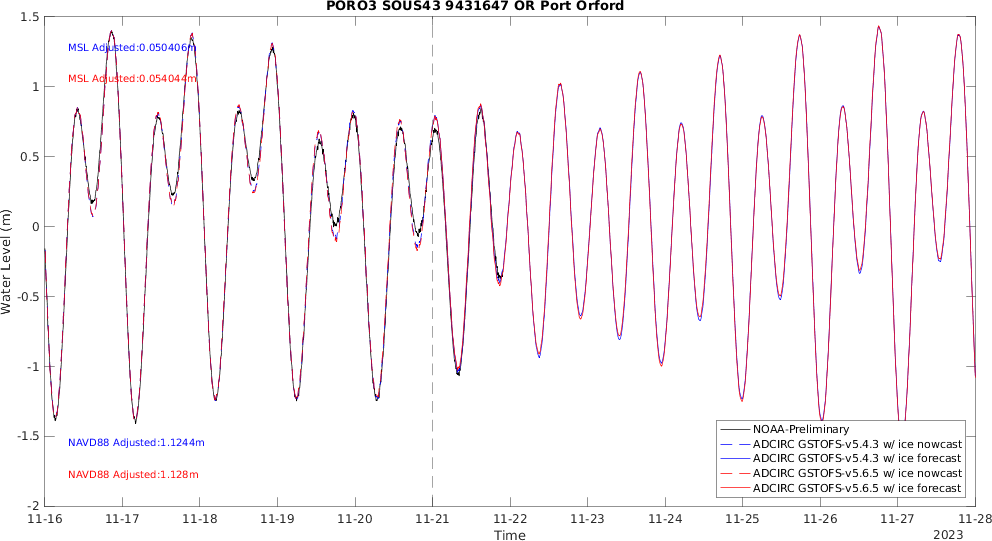 PORO3 SOUS43 9431647 OR Port Orford
1.5
1
0.5
0
-0.5
-1
-1.5
-2
Water Level (m)
MSL Adjusted:0.050406m
MSL Adjusted:0.054044m
NAVD88 Adjusted:1.1244m
NAVD88 Adjusted:1.128m
NOAA-Preliminary
ADCIRC GSTOFS-v5.4.3 w/ ice nowcast
ADCIRC GSTOFS-v5.4.3 w/ ice forecast
ADCIRC GSTOFS-v5.6.5 w/ ice nowcast
ADCIRC GSTOFS-v5.6.5 w/ ice forecast
11-16 11-17 11-18 11-19 11-20 11-21 11-22 11-23 11-24 11-25 11-26 11-27 11-28
Time
2023